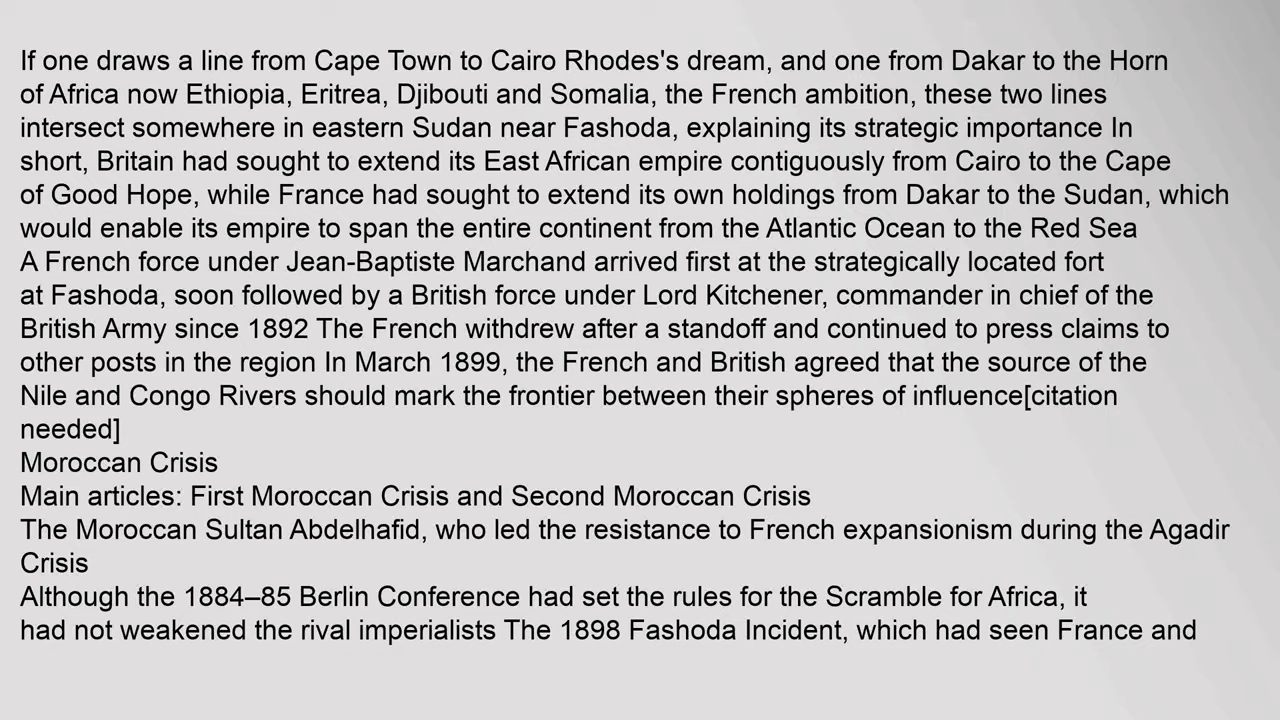 If one draws a line from Cape Town to Cairo Rhodes's dream, and one from Dakar to the Horn
of Africa now Ethiopia, Eritrea, Djibouti and Somalia, the French ambition, these two lines
intersect somewhere in eastern Sudan near Fashoda, explaining its strategic importance In
short, Britain had sought to extend its East African empire contiguously from Cairo to the Cape
of Good Hope, while France had sought to extend its own holdings from Dakar to the Sudan, which
would enable its empire to span the entire continent from the Atlantic Ocean to the Red Sea
A French force under Jean-Baptiste Marchand arrived first at the strategically located fort
at Fashoda, soon followed by a British force under Lord Kitchener, commander in chief of the
British Army since 1892 The French withdrew after a standoff and continued to press claims to
other posts in the region In March 1899, the French and British agreed that the source of the
Nile and Congo Rivers should mark the frontier between their spheres of influence[citation
needed]
Moroccan Crisis
Main articles: First Moroccan Crisis and Second Moroccan Crisis
The Moroccan Sultan Abdelhafid, who led the resistance to French expansionism during the Agadir
Crisis
Although the 1884–85 Berlin Conference had set the rules for the Scramble for Africa, it
had not weakened the rival imperialists The 1898 Fashoda Incident, which had seen France and